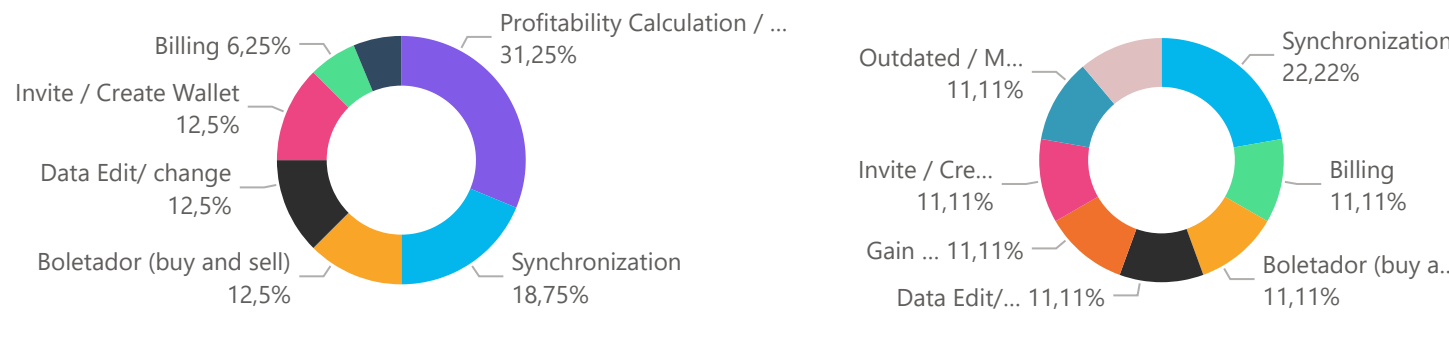 Profitability Calculation / ...
31,25%
Billing 6,25%
Invite / Create Wallet
12,5%
Data Edit/ change
12,5%
Boletador (buy and sell)
12,5%
Synchronization
18,75%
Synchronization
22,22%
Outdated / M...
11,11%
Invite / Cre...
11,11%
Billing
11,11%
Gain ... 11,11%
Boletador (buy a...
11,11%
Data Edit/... 11,11%